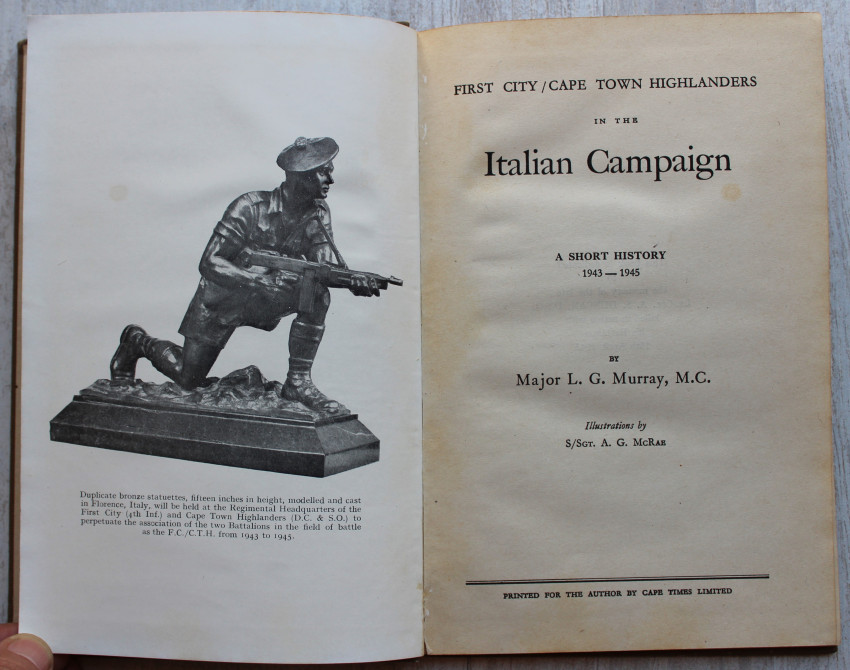 Duplicate bronze statuettes, fifteen inches in height, modelled and cast
in Florence, Italy, will be held at the Regimental Headquarters of the
First City (4th Inf.) and Cape Town Highlanders (D.C. & S.O.) to
perpetuate the association of the two Battalions in the field of battle
as the F.C./C.T.H. from 1943 to 1945.
FIRST CITY / CAPE TOWN HIGHLANDERS
IN THE
Italian Campaign
A SHORT HISTORY
1943 — 1945
BY
Major L. G. Murray, M.C.
Illustrations by
S/SGT. A. G. MCRAE
PRINTED FOR THE AUTHOR BY CAPE TIMES LIMITED